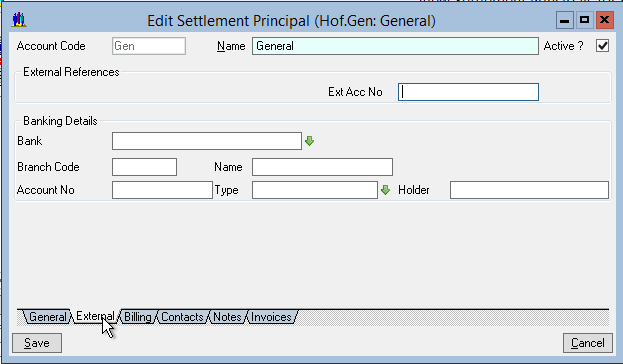 Edit Settlement Principal (Hof.Gen: General)
Account Code Gen Name General Active ?
External References
Ext Acc No
Banking Details
Bank
Branch Code Name
Account No Type Holder
General External Billing Contacts Notes Invoices
Save Cancel